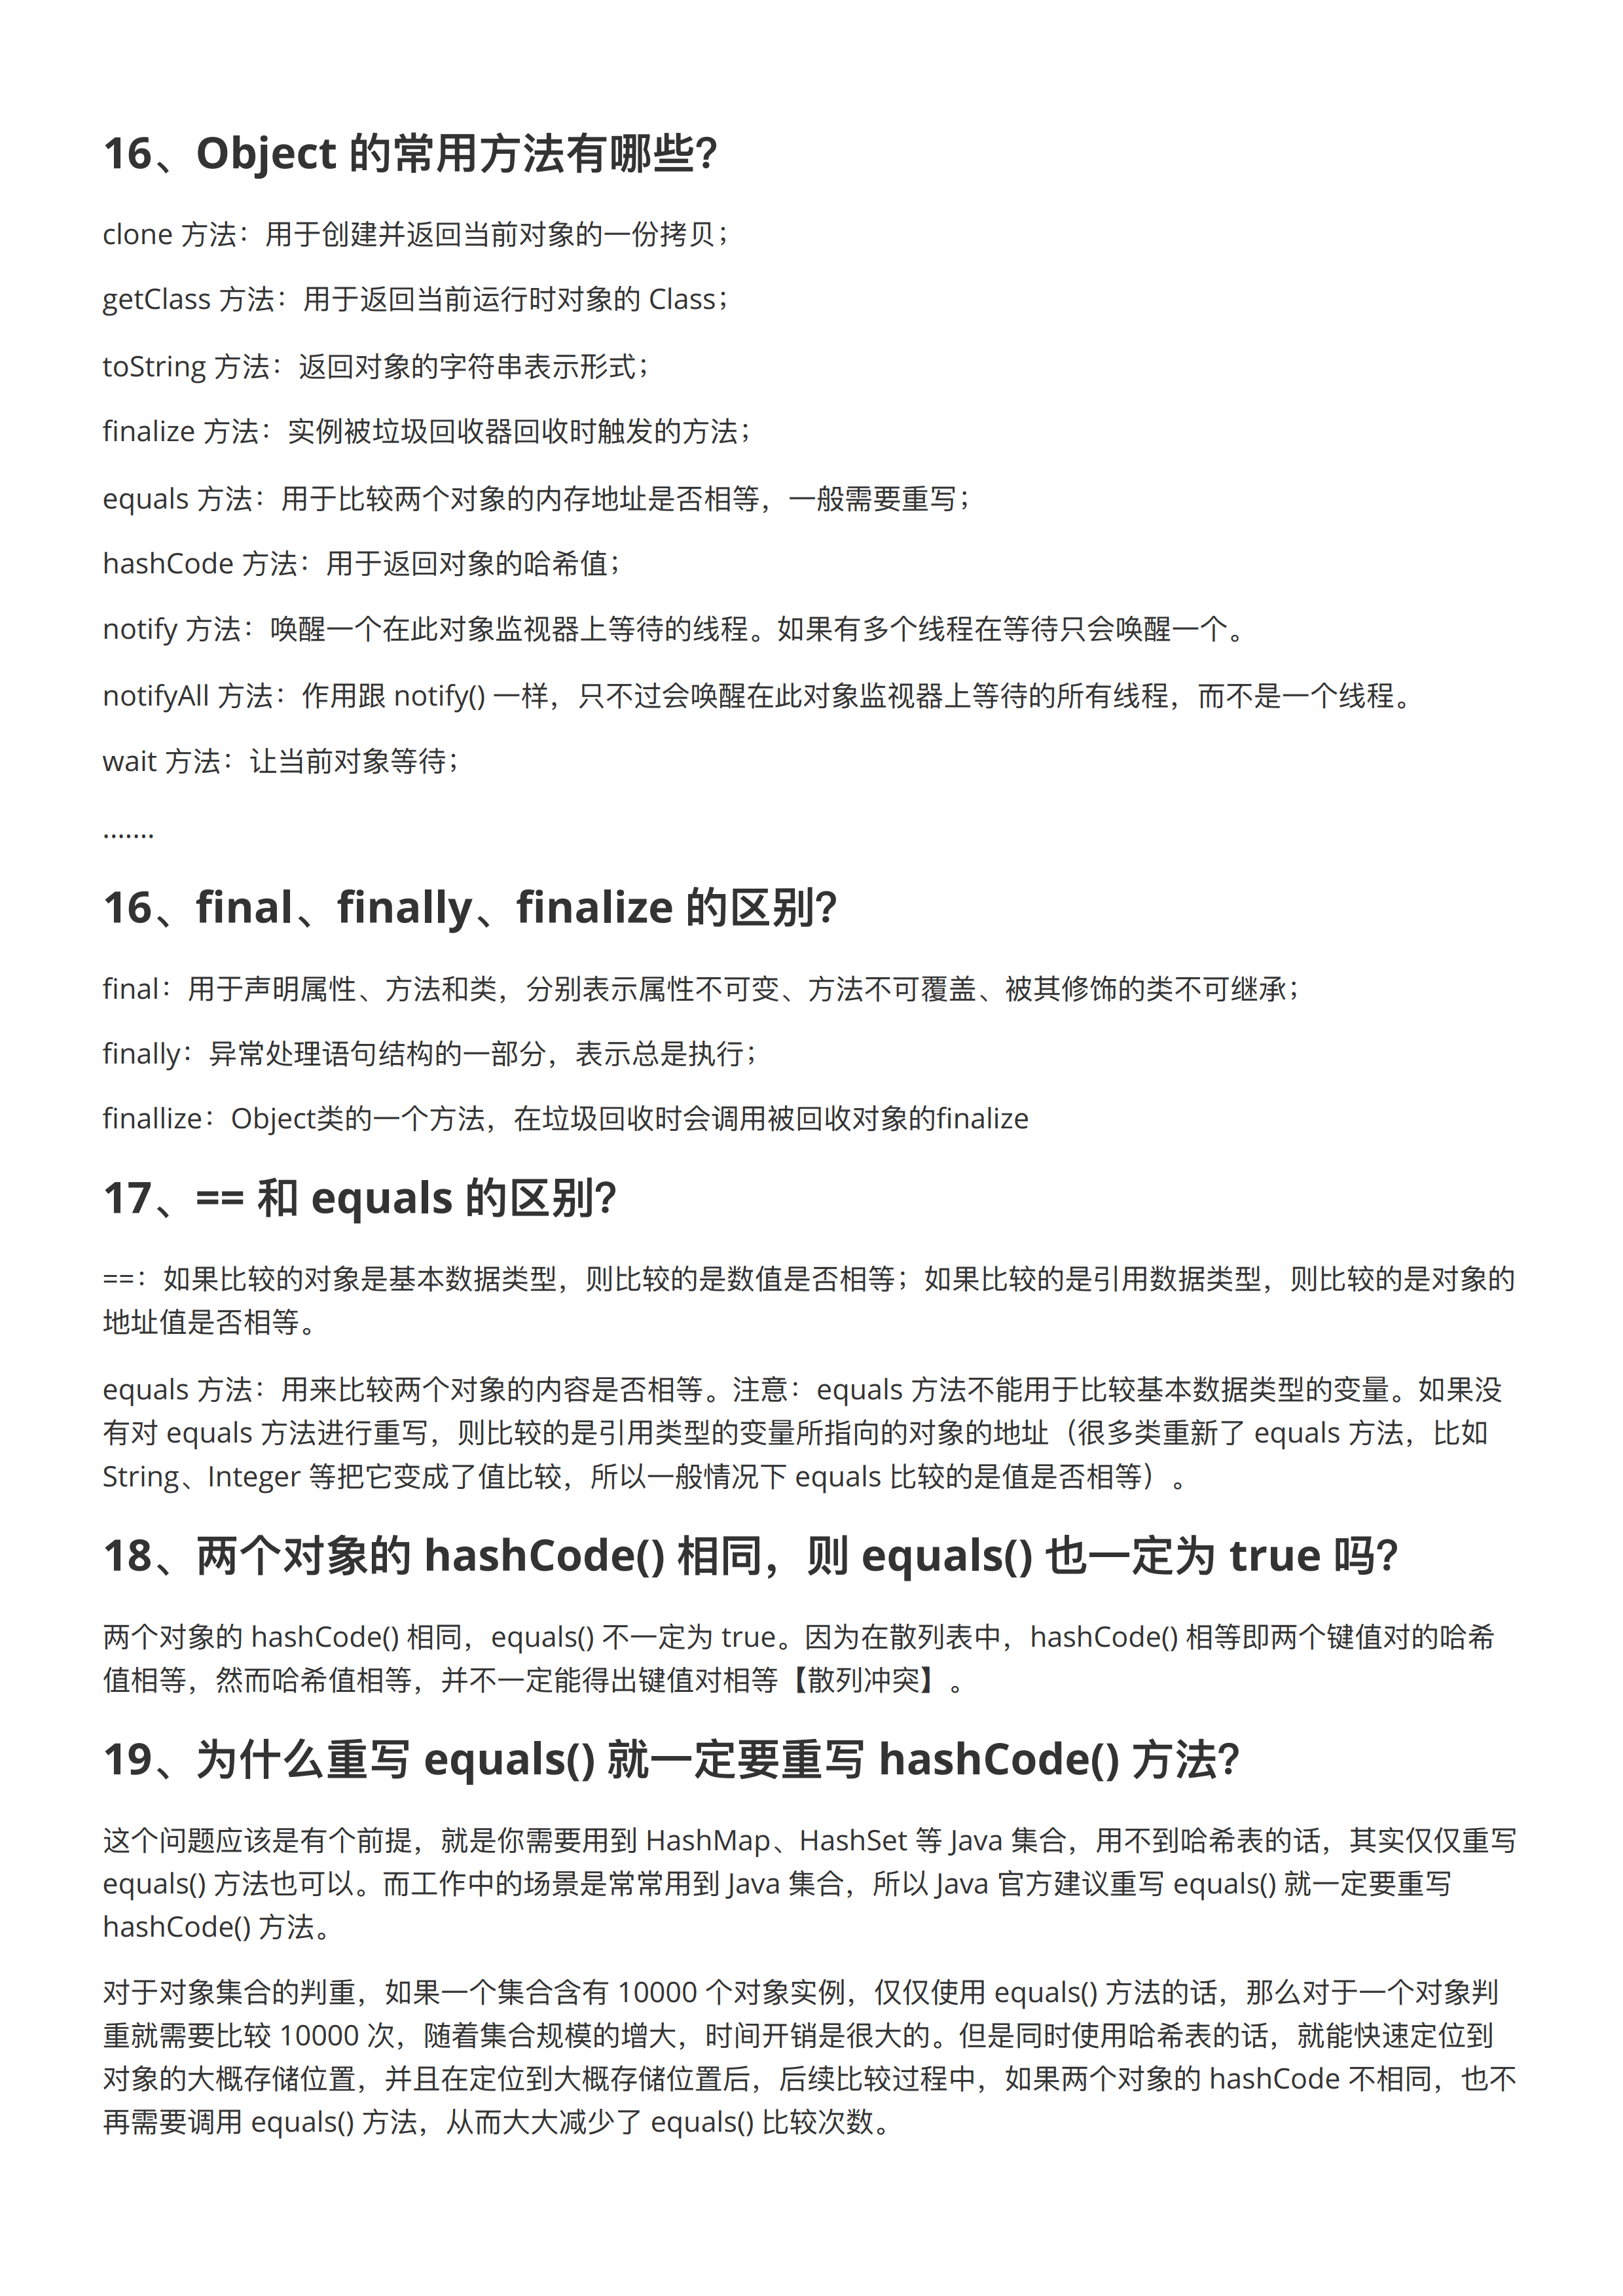 16、Object 的常用方法有哪些？
clone 方法：用于创建并返回当前对象的一份拷贝；
getClass 方法：用于返回当前运行时对象的 Class；
toString 方法：返回对象的字符串表示形式；
finalize 方法：实例被垃圾回收器回收时触发的方法；
equals 方法：用于比较两个对象的内存地址是否相等，一般需要重写；
hashCode 方法：用于返回对象的哈希值；
notify 方法：唤醒一个在此对象监视器上等待的线程。如果有多个线程在等待只会唤醒一个。
notifyAll 方法：作用跟 notify() 一样，只不过会唤醒在此对象监视器上等待的所有线程，而不是一个线程。
wait 方法：让当前对象等待；
.......
16、final、finally、finalize 的区别？
final：用于声明属性、方法和类，分别表示属性不可变、方法不可覆盖、被其修饰的类不可继承；
finally：异常处理语句结构的一部分，表示总是执行；
finallize：Object类的一个方法，在垃圾回收时会调用被回收对象的finalize
17、== 和 equals 的区别？
==：如果比较的对象是基本数据类型，则比较的是数值是否相等；如果比较的是引用数据类型，则比较的是对象的
地址值是否相等。
equals 方法：用来比较两个对象的内容是否相等。注意：equals 方法不能用于比较基本数据类型的变量。如果没
有对 equals 方法进行重写，则比较的是引用类型的变量所指向的对象的地址（很多类重新了 equals 方法，比如
String、Integer 等把它变成了值比较，所以一般情况下 equals 比较的是值是否相等）。
18、两个对象的 hashCode() 相同，则 equals() 也一定为 true 吗？
两个对象的 hashCode() 相同，equals() 不一定为 true。因为在散列表中，hashCode() 相等即两个键值对的哈希
值相等，然而哈希值相等，并不一定能得出键值对相等【散列冲突】。
19、为什么重写 equals() 就一定要重写 hashCode() 方法？
这个问题应该是有个前提，就是你需要用到 HashMap、HashSet 等 Java 集合，用不到哈希表的话，其实仅仅重写
equals() 方法也可以。而工作中的场景是常常用到 Java 集合，所以 Java 官方建议重写 equals() 就一定要重写
hashCode() 方法。
对于对象集合的判重，如果一个集合含有 10000 个对象实例，仅仅使用 equals() 方法的话，那么对于一个对象判
重就需要比较 10000 次，随着集合规模的增大，时间开销是很大的。但是同时使用哈希表的话，就能快速定位到
对象的大概存储位置，并且在定位到大概存储位置后，后续比较过程中，如果两个对象的 hashCode 不相同，也不
再需要调用 equals() 方法，从而大大减少了 equals() 比较次数。